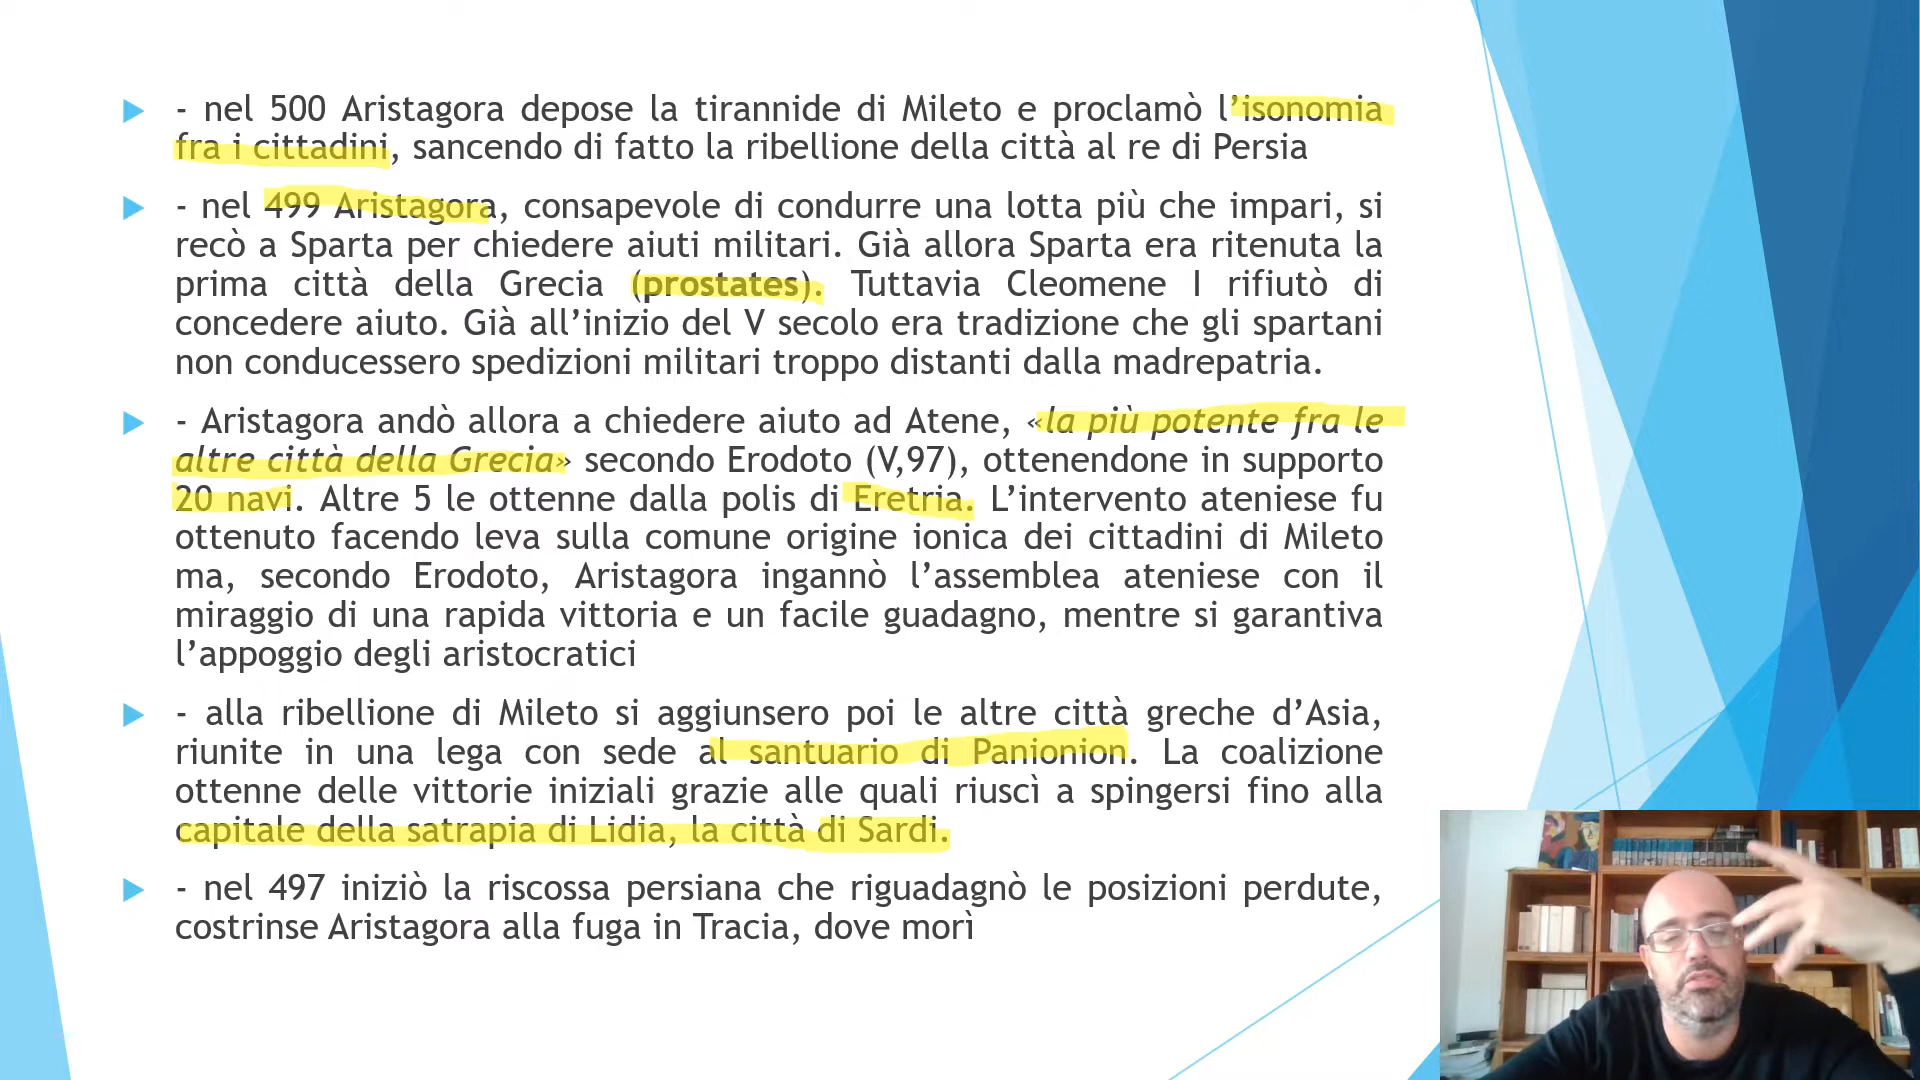 - nel 500 Aristagora depose la tirannide di Mileto e proclamò l’isonomia
fra i cittadini, sancendo di fatto la ribellione della città al re di Persia
- nel 499 Aristagora, consapevole di condurre una lotta più che impari, si
recò a Sparta per chiedere aiuti militari. Già allora Sparta era ritenuta la
prima città della Grecia (prostates). Tuttavia Cleomene I rifiutò di
concedere aiuto. Già all’inizio del V secolo era tradizione che gli spartani
non conducessero spedizioni militari troppo distanti dalla madrepatria.
- Aristagora andò allora a chiedere aiuto ad Atene, «la più potente fra le
altre città della Grecia» secondo Erodoto (V,97), ottenendone in supporto
20 navi. Altre 5 le ottenne dalla polis di Eretria. L’intervento ateniese fu
ottenuto facendo leva sulla comune origine ionica dei cittadini di Mileto
ma, secondo Erodoto, Aristagora ingannò l’assemblea ateniese con il
miraggio di una rapida vittoria e un facile guadagno, mentre si garantiva
l’appoggio degli aristocratici
- alla ribellione di Mileto si aggiunsero poi le altre città greche d’Asia,
riunite in una lega con sede al santuario di Panionion. La coalizione
ottenne delle vittorie iniziali grazie alle quali riuscì a spingersi fino alla
capitale della satrapia di Lidia, la città di Sardi.
- nel 497 iniziò la riscossa persiana che riguadagnò le posizioni perdute,
costrinse Aristagora alla fuga in Tracia, dove morì